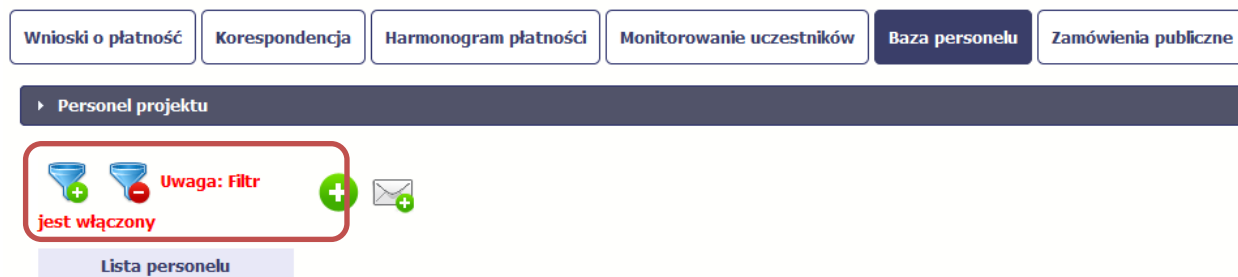 Wnioski o płatność Korespondencja Harmonogram płatności Monitorowanie uczestników Baza personelu Zamówienia publiczne
Personel projektu
Uwaga: Filtr
jest włączony
Lista personelu